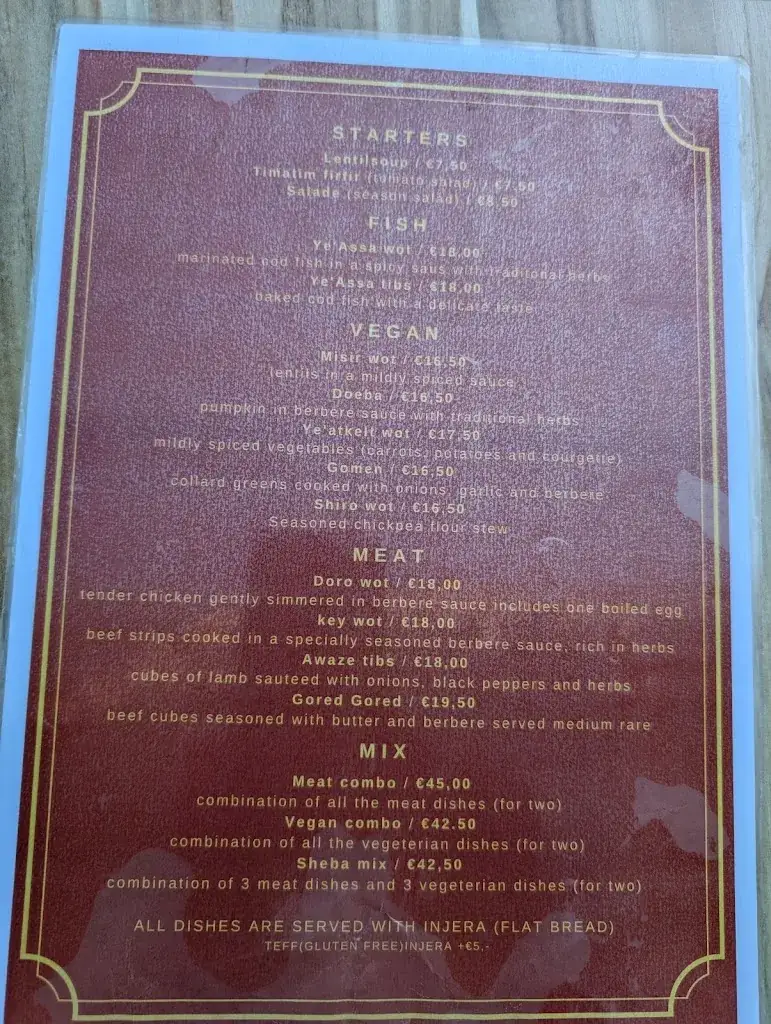 STARTERS
Lentilsoup / €7,50
Timatim firfir (tomato salad) / €7,50
Salade (season salad) / €8,50
FISH
Ye'Assa wot / €18,00
marinated cod fish in a spicy saus with traditonal herbs
Ye'Assa tibs / €18,00
baked cod fish with a delicate taste
VEGAN
Misir wot / €16,50
lentils in a mildly spiced sauce
Doeba / €16,50
pumpkin in berbere sauce with traditional herbs
Ye'atkelt wot / €17,50
mildly spiced vegetables (carrots, potatoes and courgette)
Gomen / €16,50
collard greens cooked with onions, garlic and berbere
Shiro wot / €16,50
Seasoned chickpea flour stew
MEAT
Doro wot / €18,00
tender chicken gently simmered in berbere sauce includes one boiled egg
key wot / €18,00
beef strips cooked in a specially seasoned berbere sauce, rich in herbs
Awaze tibs / €18,00
cubes of lamb sauteed with onions, black peppers and herbs
Gored Gored / €19,50
beef cubes seasoned with butter and berbere served medium rare
MIX
Meat combo / €45,00
combination of all the meat dishes (for two)
Vegan combo / €42.50
combination of all the vegeterian dishes (for two)
Sheba mix / €42,50
combination of 3 meat dishes and 3 vegeterian dishes (for two)
ALL DISHES ARE SERVED WITH INJERA (FLAT BREAD)
TEFF(GLUTEN FREE)INJERA +€5,-